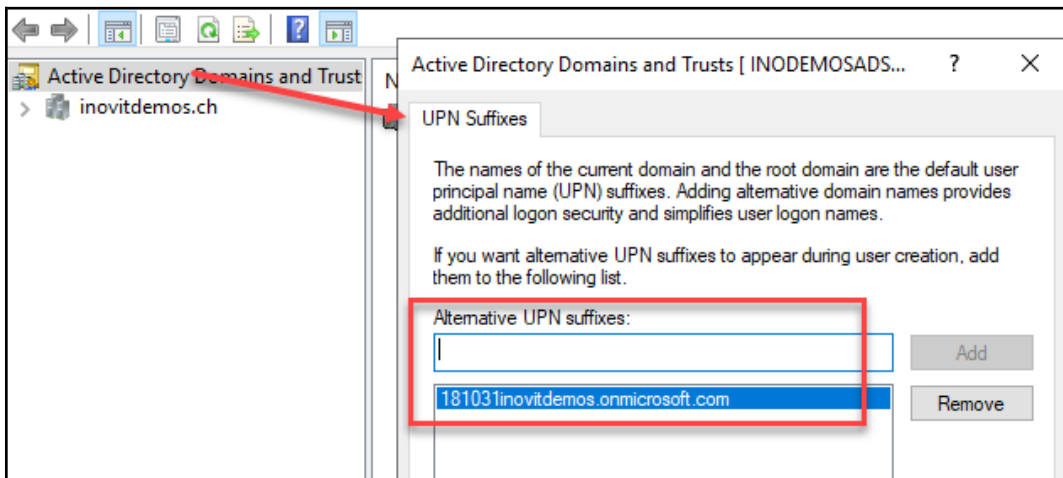 Active Directory Domains and Trust
inovitdemos.ch
N
Active Directory Domains and Trusts [ INODEMOSADS...
?
UPN Suffixes
The names of the current domain and the root domain are the default user
principal name (UPN) suffixes. Adding alternative domain names provides
additional logon security and simplifies user logon names.
If you want alternative UPN suffixes to appear during user creation, add
them to the following list.
Alternative UPN suffixes:
Add
181031inovitdemos.onmicrosoft.com
Remove